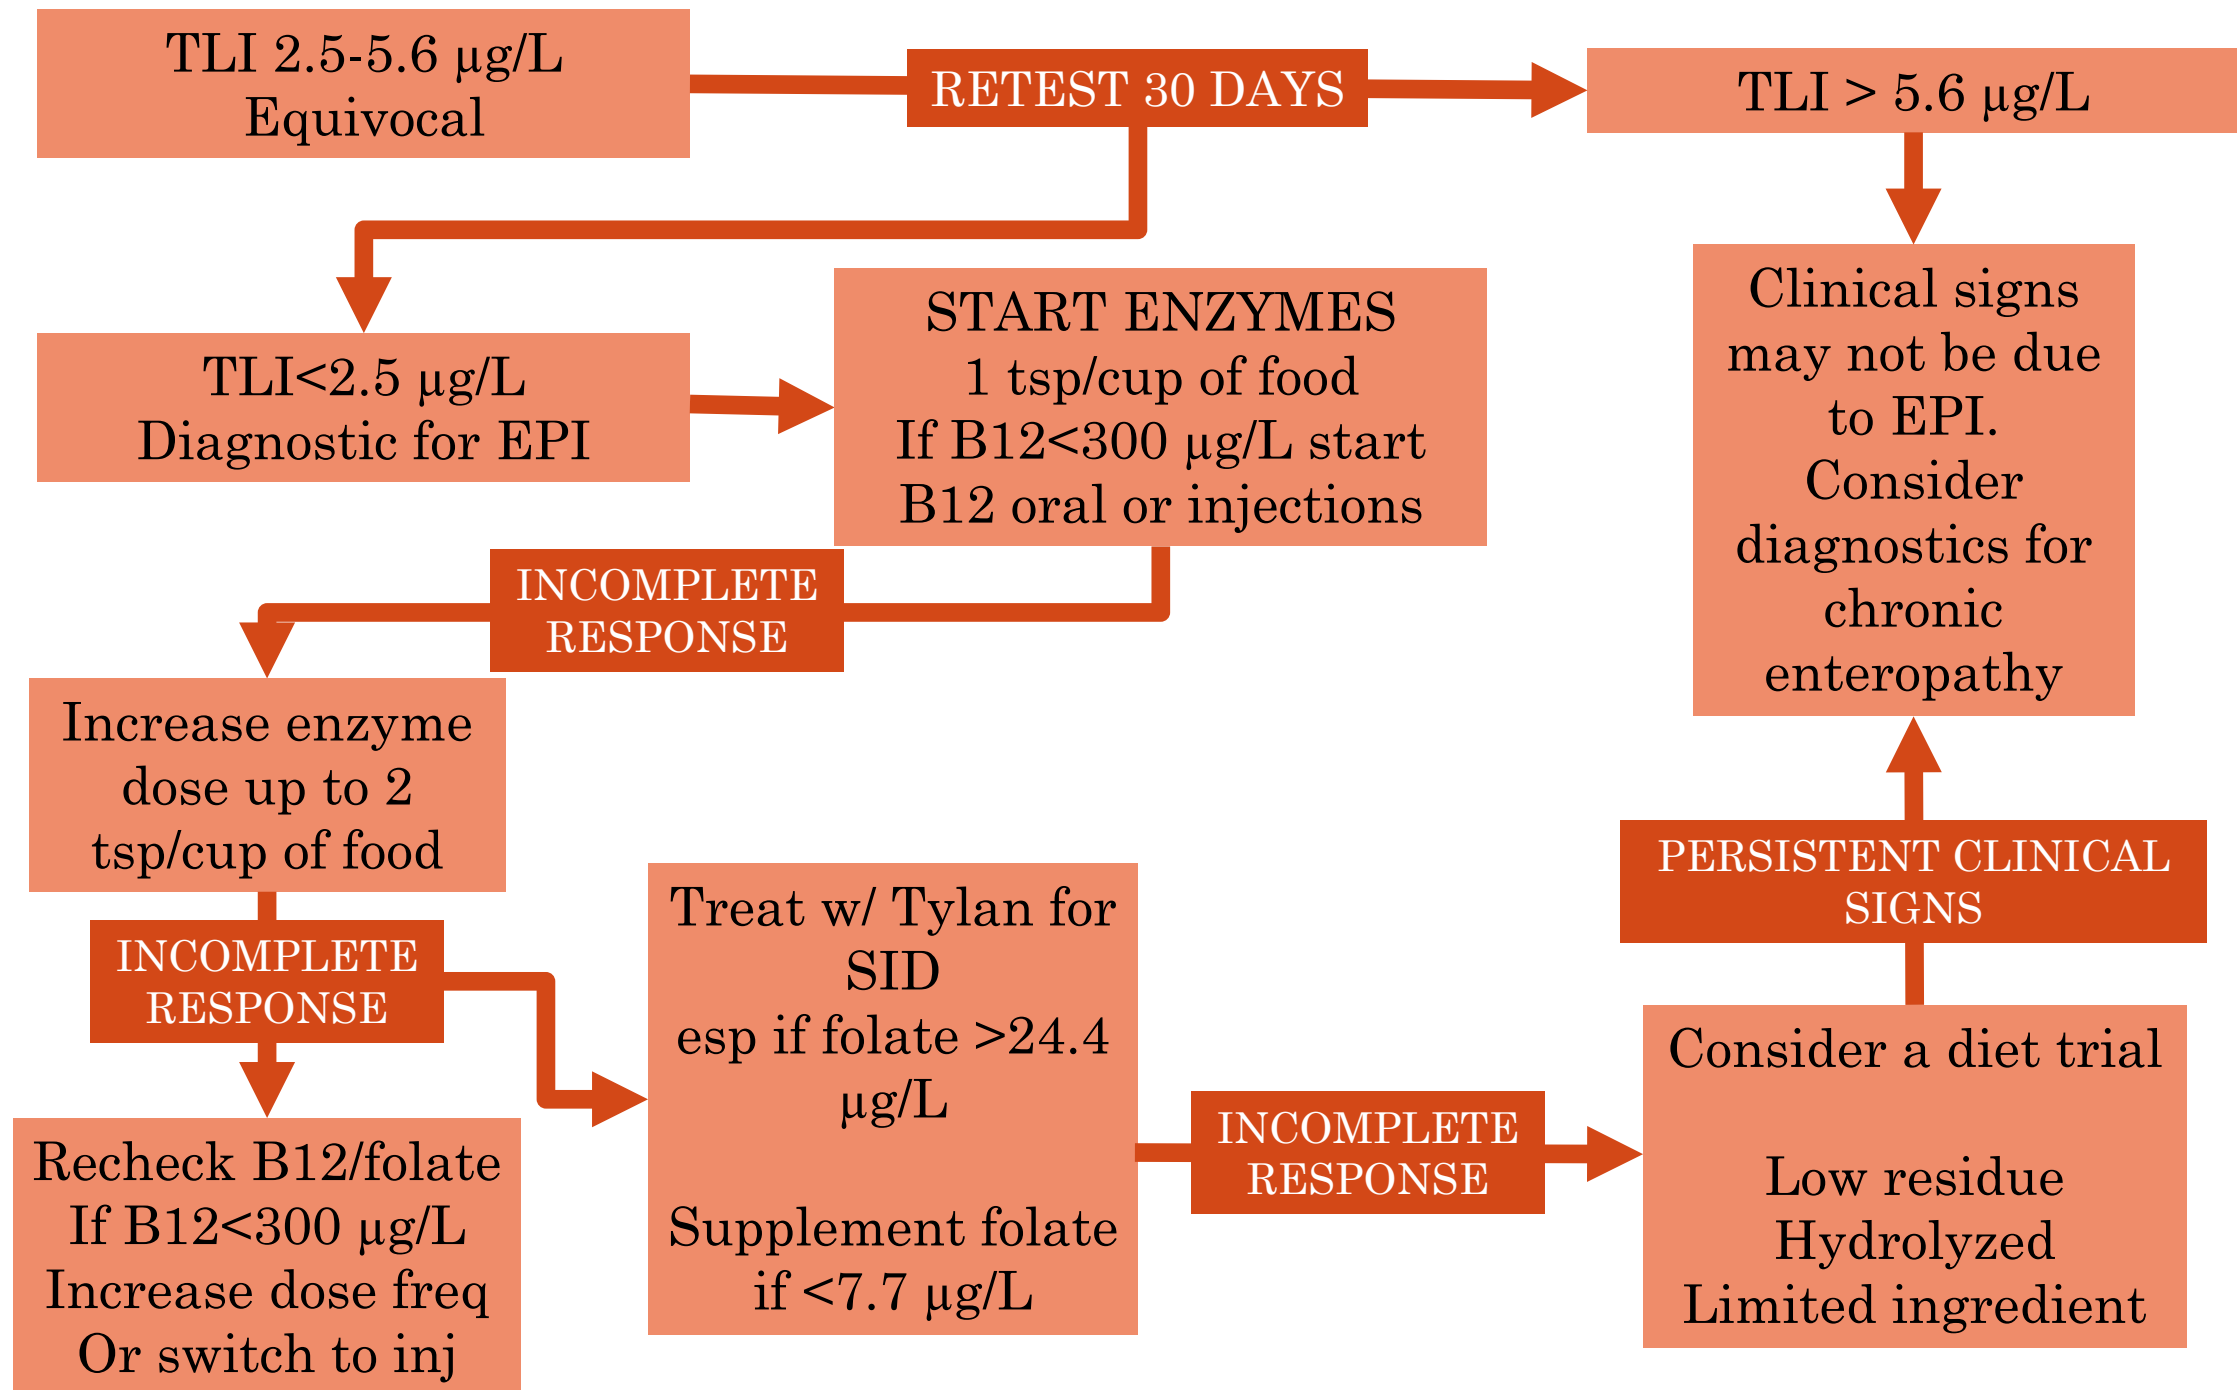 TLI 2.5-5.6 µg/L
Equivocal
RETEST 30 DAYS
TLI > 5.6 µg/L
TLI<2.5 µg/L
Diagnostic for EPI
START ENZYMES
1 tsp/cup of food
If B12<300 µg/L start
B12 oral or injections
Clinical signs
may not be due
to EPI.
Consider
diagnostics for
chronic
enteropathy
INCOMPLETE
RESPONSE
Increase enzyme
dose up to 2
tsp/cup of food
INCOMPLETE
RESPONSE
Recheck B12/folate
If B12<300 µg/L
Increase dose freq
Or switch to inj
Treat w/ Tylan for
SID
esp if folate >24.4
µg/L
Supplement folate
if <7.7 µg/L
INCOMPLETE
RESPONSE
Consider a diet trial
Low residue
Hydrolyzed
Limited ingredient
PERSISTENT CLINICAL
SIGNS